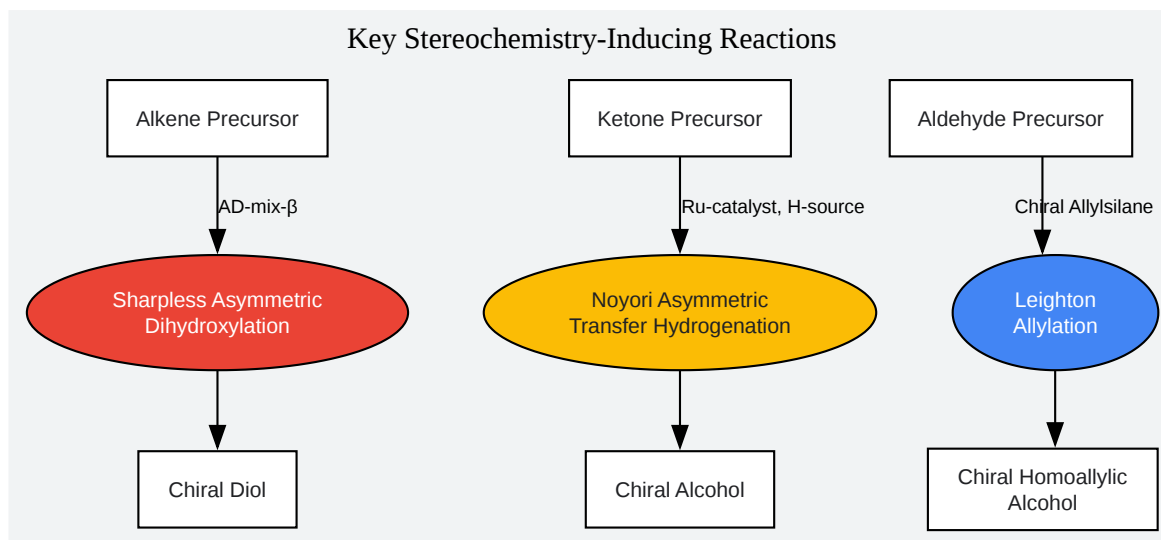 Key Stereochemistry-Inducing Reactions
Alkene Precursor
Ketone Precursor
Aldehyde Precursor
AD-mix-β
Ru-catalyst, H-source
Chiral Allylsilane
Sharpless Asymmetric
Dihydroxylation
Noyori Asymmetric
Transfer Hydrogenation
Leighton
Allylation
Chiral Diol
Chiral Alcohol
Chiral Homoallylic
Alcohol